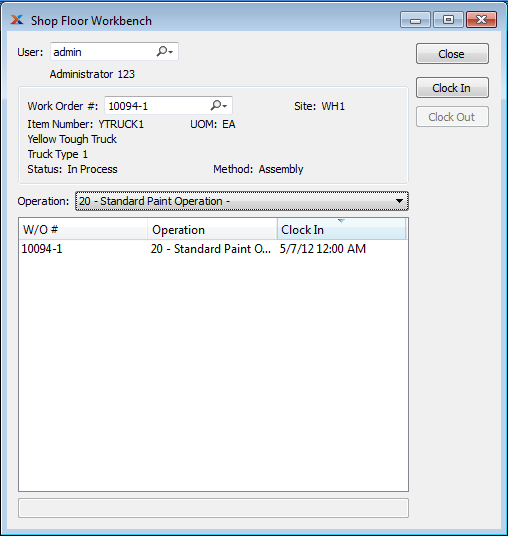 Shop Floor Workbench
User: admin
Close
Administrator 123
Clock In
Work Order #: 10094-1 Site: WH1
Clock Out
Item Number: YTRUCK1 UOM: EA
Yellow Tough Truck
Truck Type 1
Status: In Process Method: Assembly
Operation: 20 - Standard Paint Operation -
W/O # Operation Clock In
10094-1 20 - Standard Paint O... 5/7/12 12:00 AM